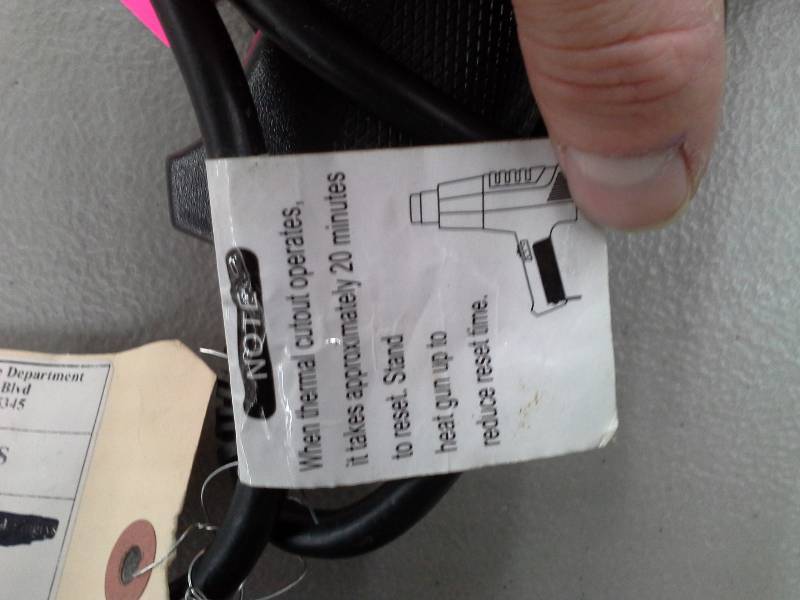 NOTE
When thermal cutout operates,
it takes approximately 20 minutes
to reset. Stand
heat gun up to
reduce reset time.
Department
Blvd
5345
S